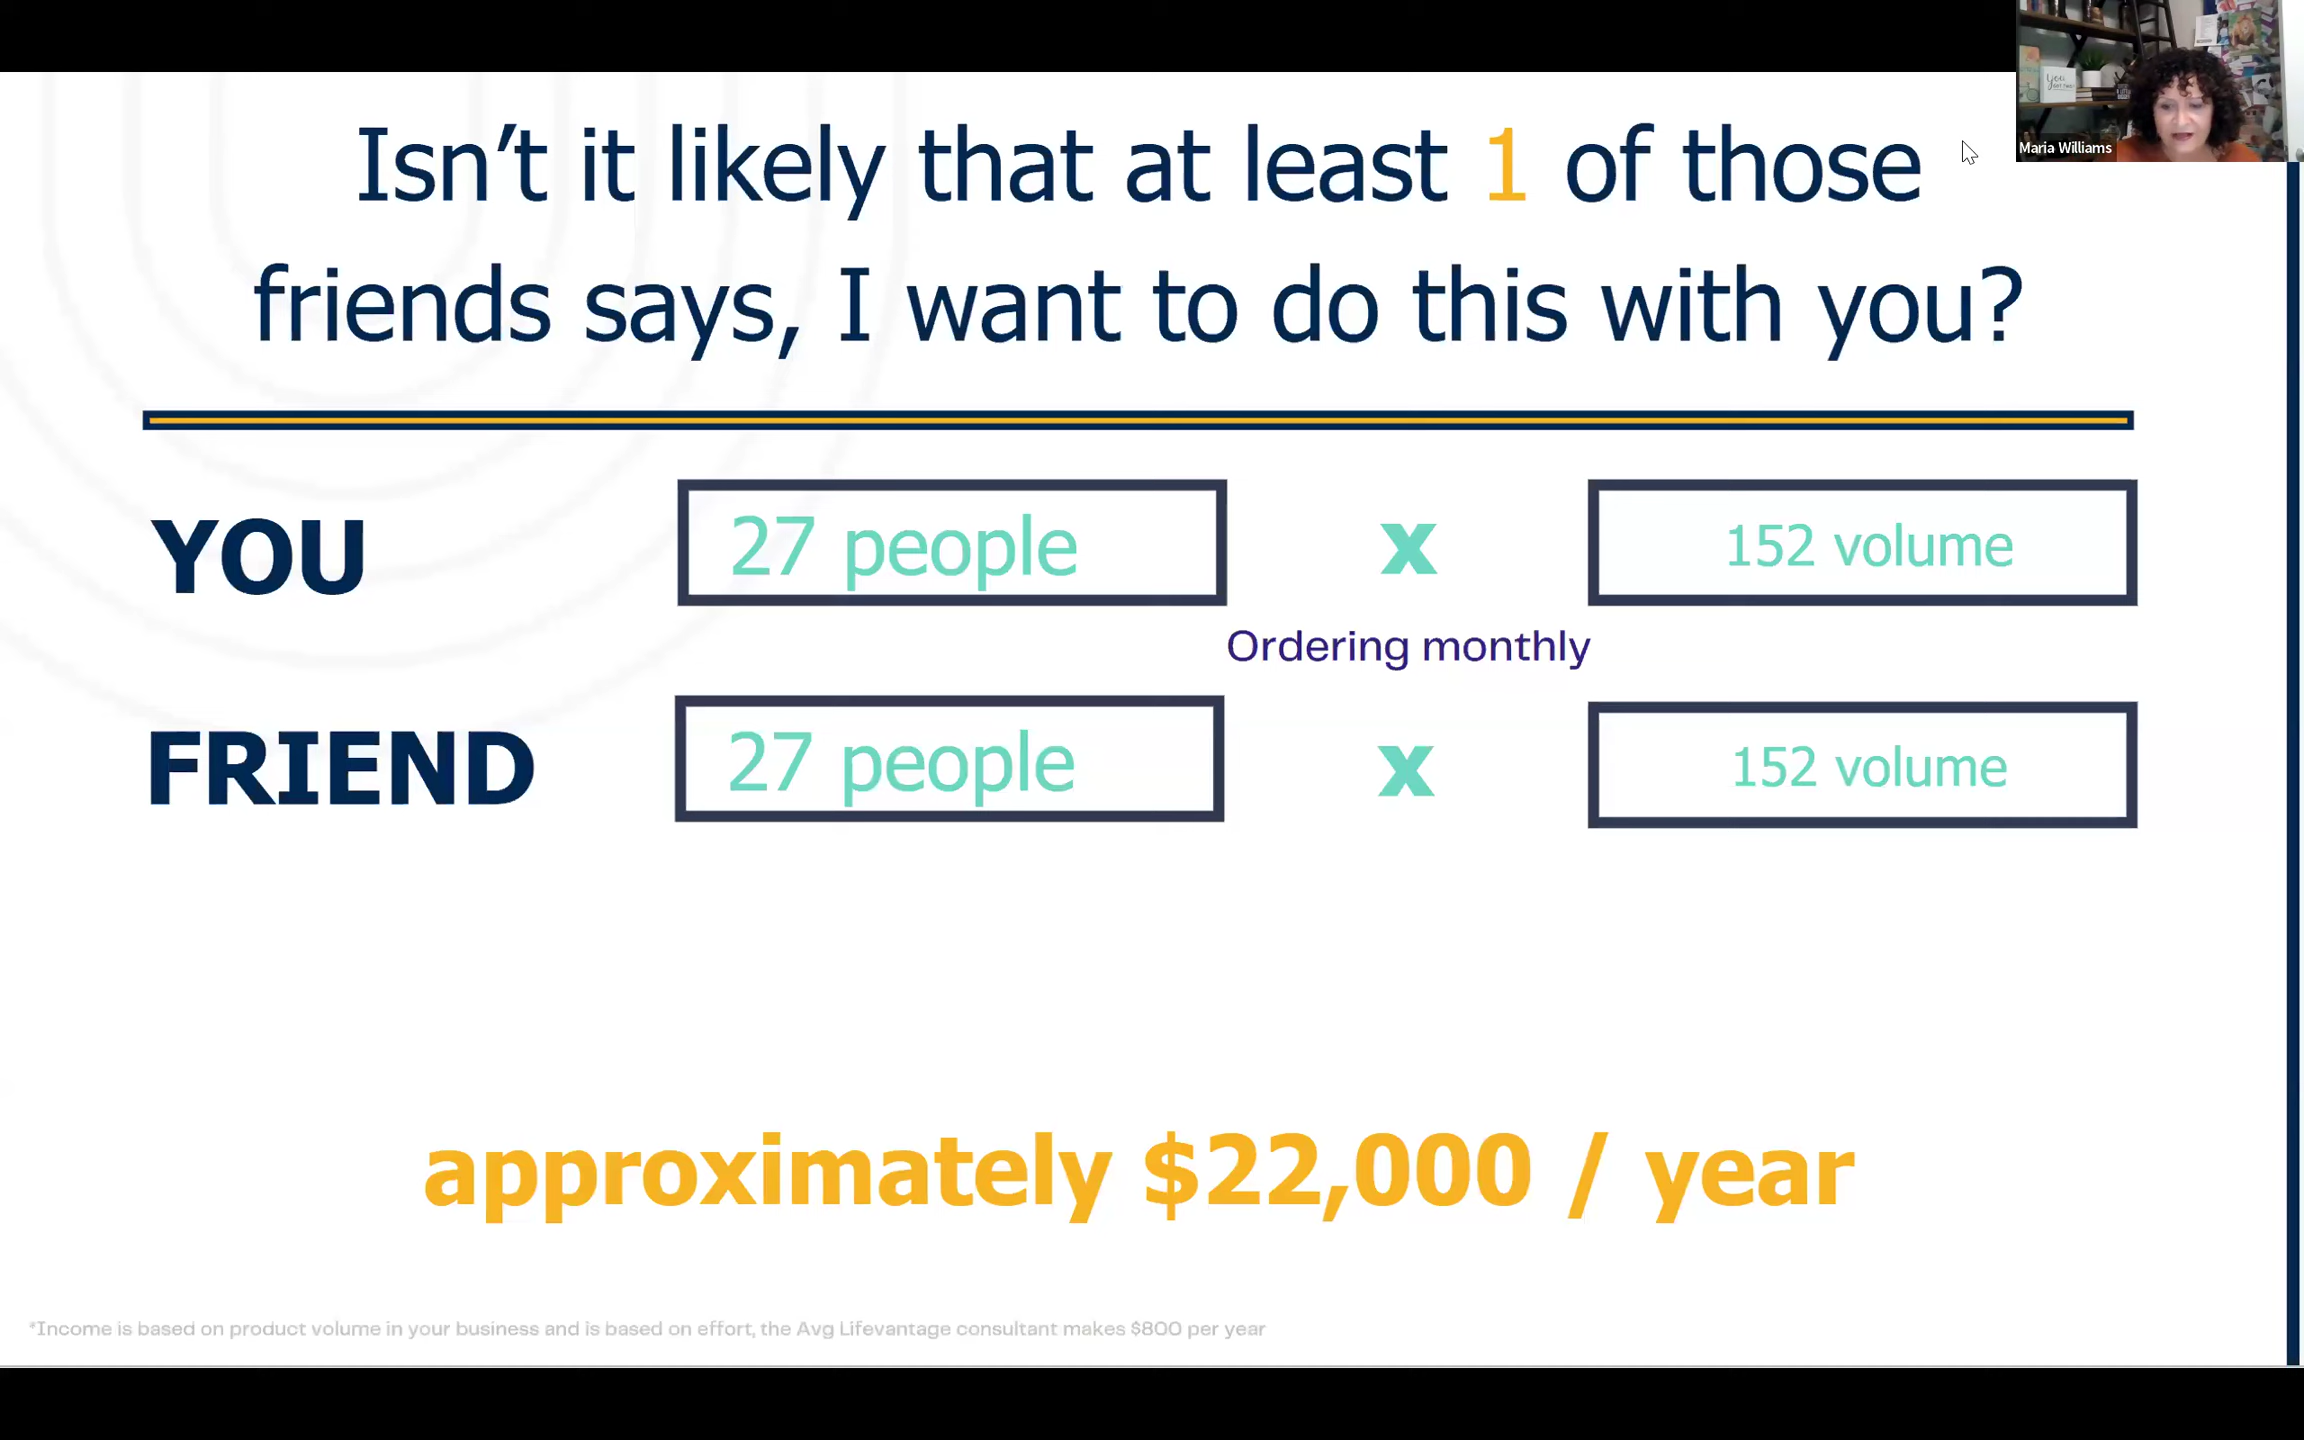 Isn't it likely that at least 1 of those
friends says, I want to do this with you?
Maria Williams
YOU
27 people
x
152 volume
Ordering monthly
FRIEND
27 people
x
152 volume
approximately $22,000 / year
*Income is based on product volume in your business and is based on effort, the Avg Lifevantage consultant makes $800 per year